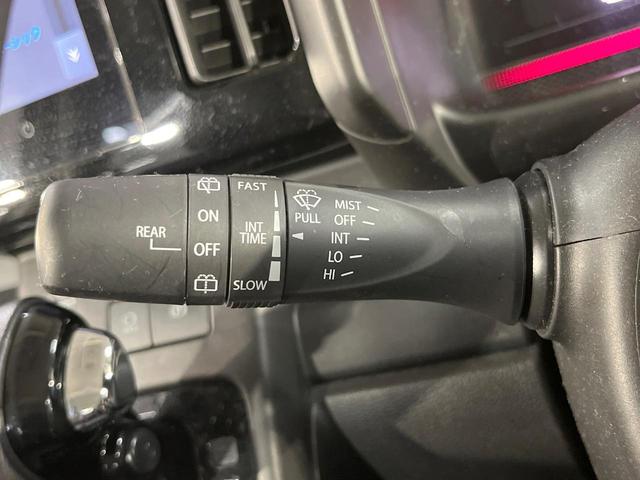 REAR
ON
OFF
FAST
INT
TIME
SLOW
PULL
MIST
OFF
INT
LO
HI